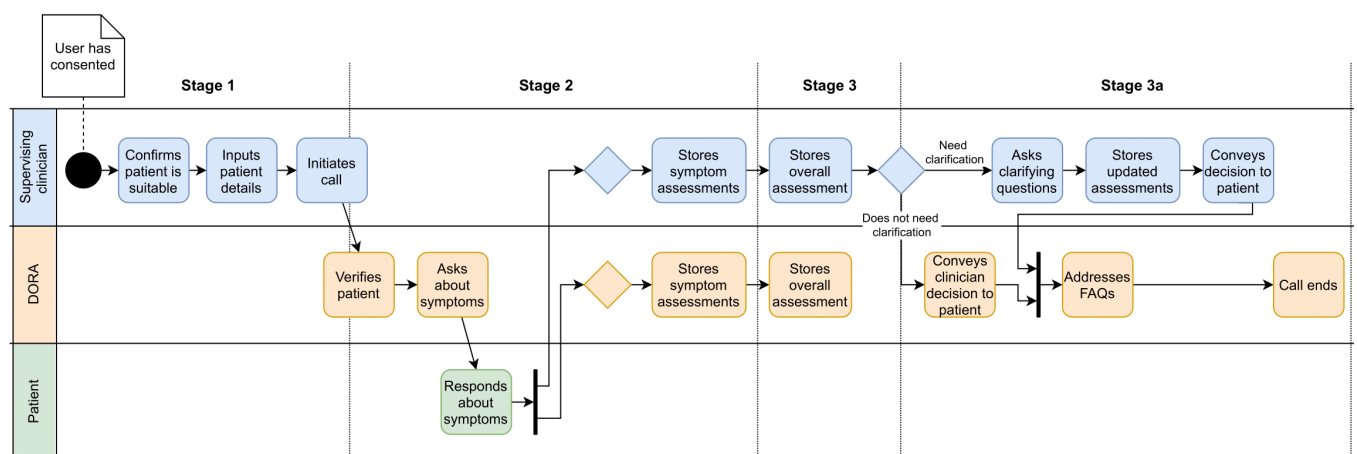 User has
consented
Stage 1
Stage 2
Stage 3
Stage 3a
Supervising
clinician
Confirms
patient is
suitable
Inputs
patient
details
Initiates
call
Stores
symptom
assessments
Stores
overall
assessment
Need
clarification
Asks
clarifying
questions
Stores
updated
assessments
Conveys
decision to
patient
Does not need
clarification
DORA
Verifies
patient
Asks
about
symptoms
Stores
symptom
assessments
Stores
overall
assessment
Conveys
clinician
decision to
patient
Addresses
FAQs
Call ends
Patient
Responds
about
symptoms